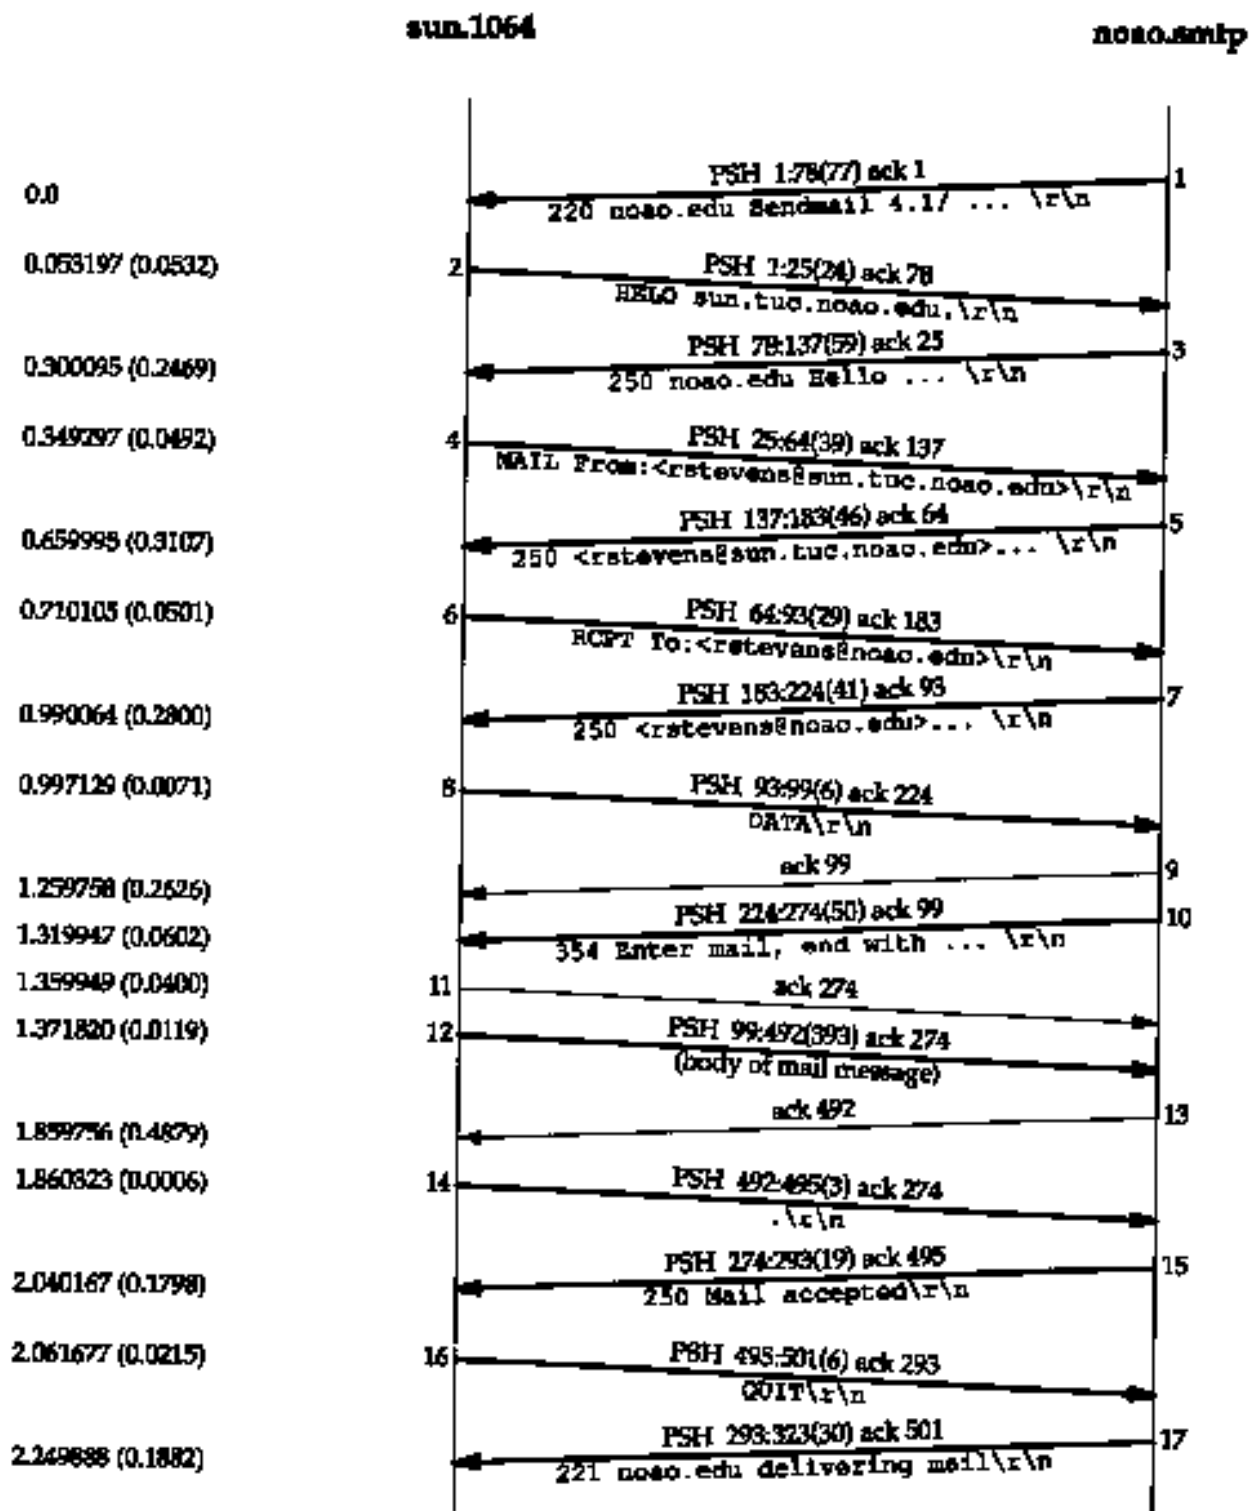 sun.1064 noao.smtp
PSH 1:78(77) ack 1 1
0.0
220 noao.edu Sendmail 4.1/ ... \r\n
0.053197 (0.0532) 2 PSH 1:25(24) ack 78
HELO sun.tuc.noao.edu.\r\n
PSH 78:137(59) ack 25 3
0.300095 (0.2469)
250 noao.edu Hello ... \r\n
0.349297 (0.0492) 4 PSH 25:64(39) ack 137
MAIL From:<rstevens@sun.tuc.noao.edu>\r\n
PSH 137:183(46) ack 64 5
0.659995 (0.3107)
250 <rstevens@sun.tuc.noao.edu>... \r\n
0.710105 (0.0501) 6 PSH 64:93(29) ack 183
RCPT To:<rstevens@noao.edu>\r\n
PSH 183:224(41) ack 93 7
0.990064 (0.2800)
250 <rstevens@noao.edu>... \r\n
0.997129 (0.0071) 8 PSH 93:99(6) ack 224
DATA\r\n
ack 99 9
1.259758 (0.2626)
PSH 224:274(50) ack 99 10
1.319947 (0.0602)
354 Enter mail, end with ... \r\n
1.359949 (0.0400) 11 ack 274
1.371820 (0.0119) 12 PSH 99:492(393) ack 274
(body of mail message)
ack 492 13
1.859756 (0.4879)
1.860323 (0.0006) 14 PSH 492:495(3) ack 274
.\r\n
PSH 274:293(19) ack 495 15
2.040167 (0.1798)
250 Mail accepted\r\n
2.061677 (0.0215) 16 PSH 495:501(6) ack 293
QUIT\r\n
PSH 293:323(30) ack 501 17
2.249888 (0.1882)
221 noao.edu delivering mail\r\n